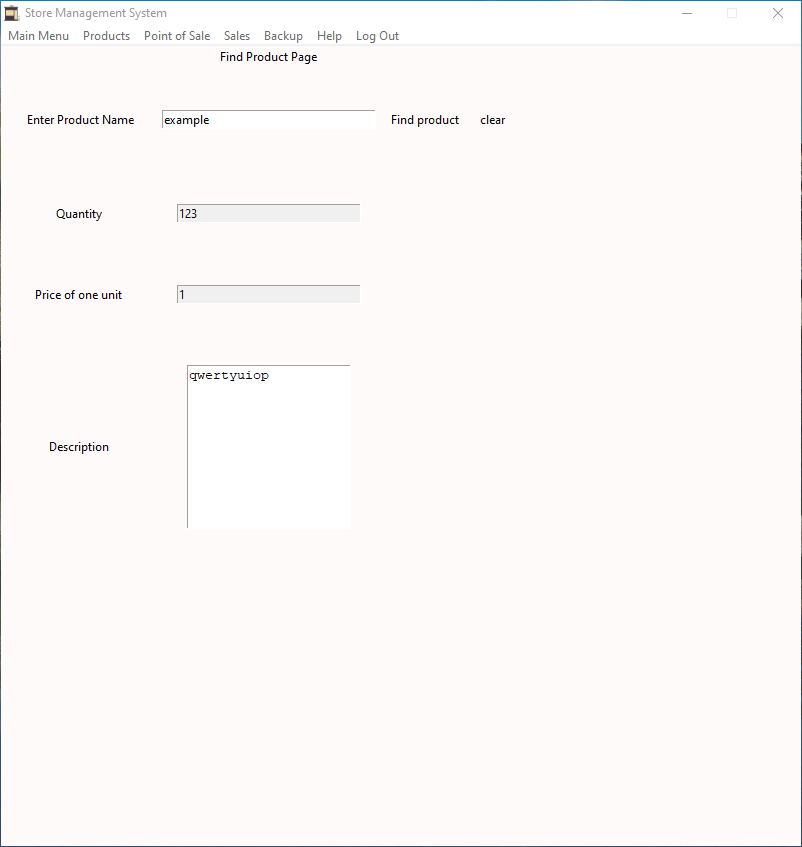 Store Management System
Main Menu Products Point of Sale Sales Backup Help Log Out
Find Product Page
Enter Product Name example Find product clear
Quantity 123
Price of one unit 1
qwertyuiop
Description